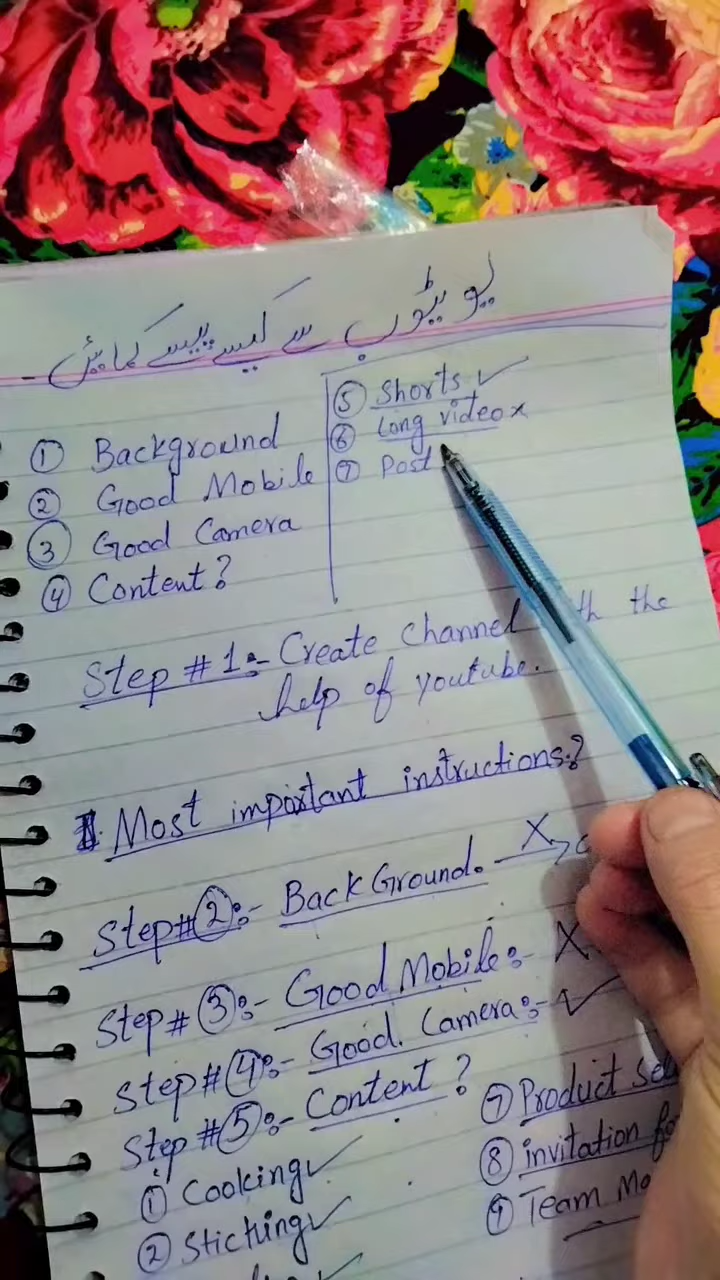 یوٹیوب سے کیسے پیسے کمائیں
① Background
② Good Mobile
③ Good Camera
④ Content?
⑤ Shorts ✓
⑥ Long video ×
⑦ Post
Step #1:- Create Channel the
help of youtube.
Most important instructions:?
Step#②:- BackGround. X →
Step#③:- Good Mobile:- X
Step#④:- Good. Camera:- ✓
Step#⑤:- Content?
① Cooking ✓
② Stiching ✓
⑦ Product
⑧ invitation
⑨ Team